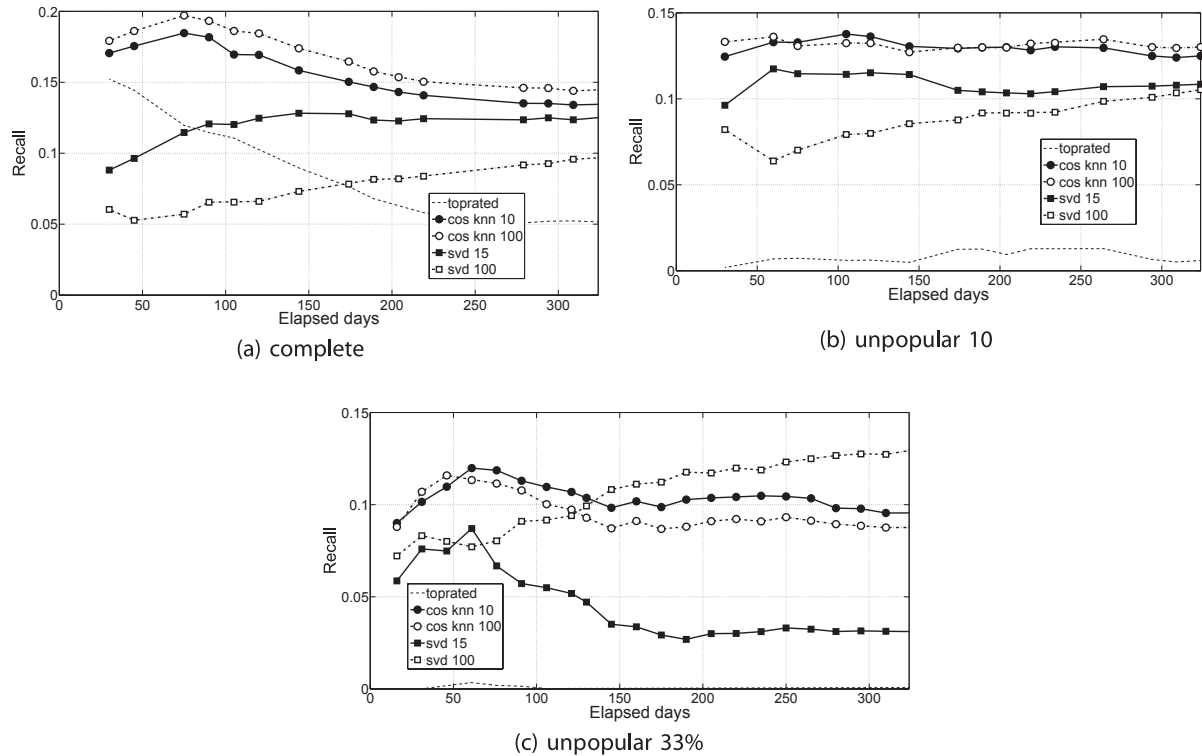 0.2
0.15
0.1
0.05
0
Recall
0 50 100 150 200 250 300
Elapsed days
toprated
cos knn 10
cos knn 100
svd 15
svd 100
(a) complete
0.15
0.1
0.05
0
Recall
0 50 100 150 200 250 300
Elapsed days
toprated
cos knn 10
cos knn 100
svd 15
svd 100
(b) unpopular 10
0.15
0.1
0.05
0
Recall
0 50 100 150 200 250 300
Elapsed days
toprated
cos knn 10
cos knn 100
svd 15
svd 100
(c) unpopular 33%